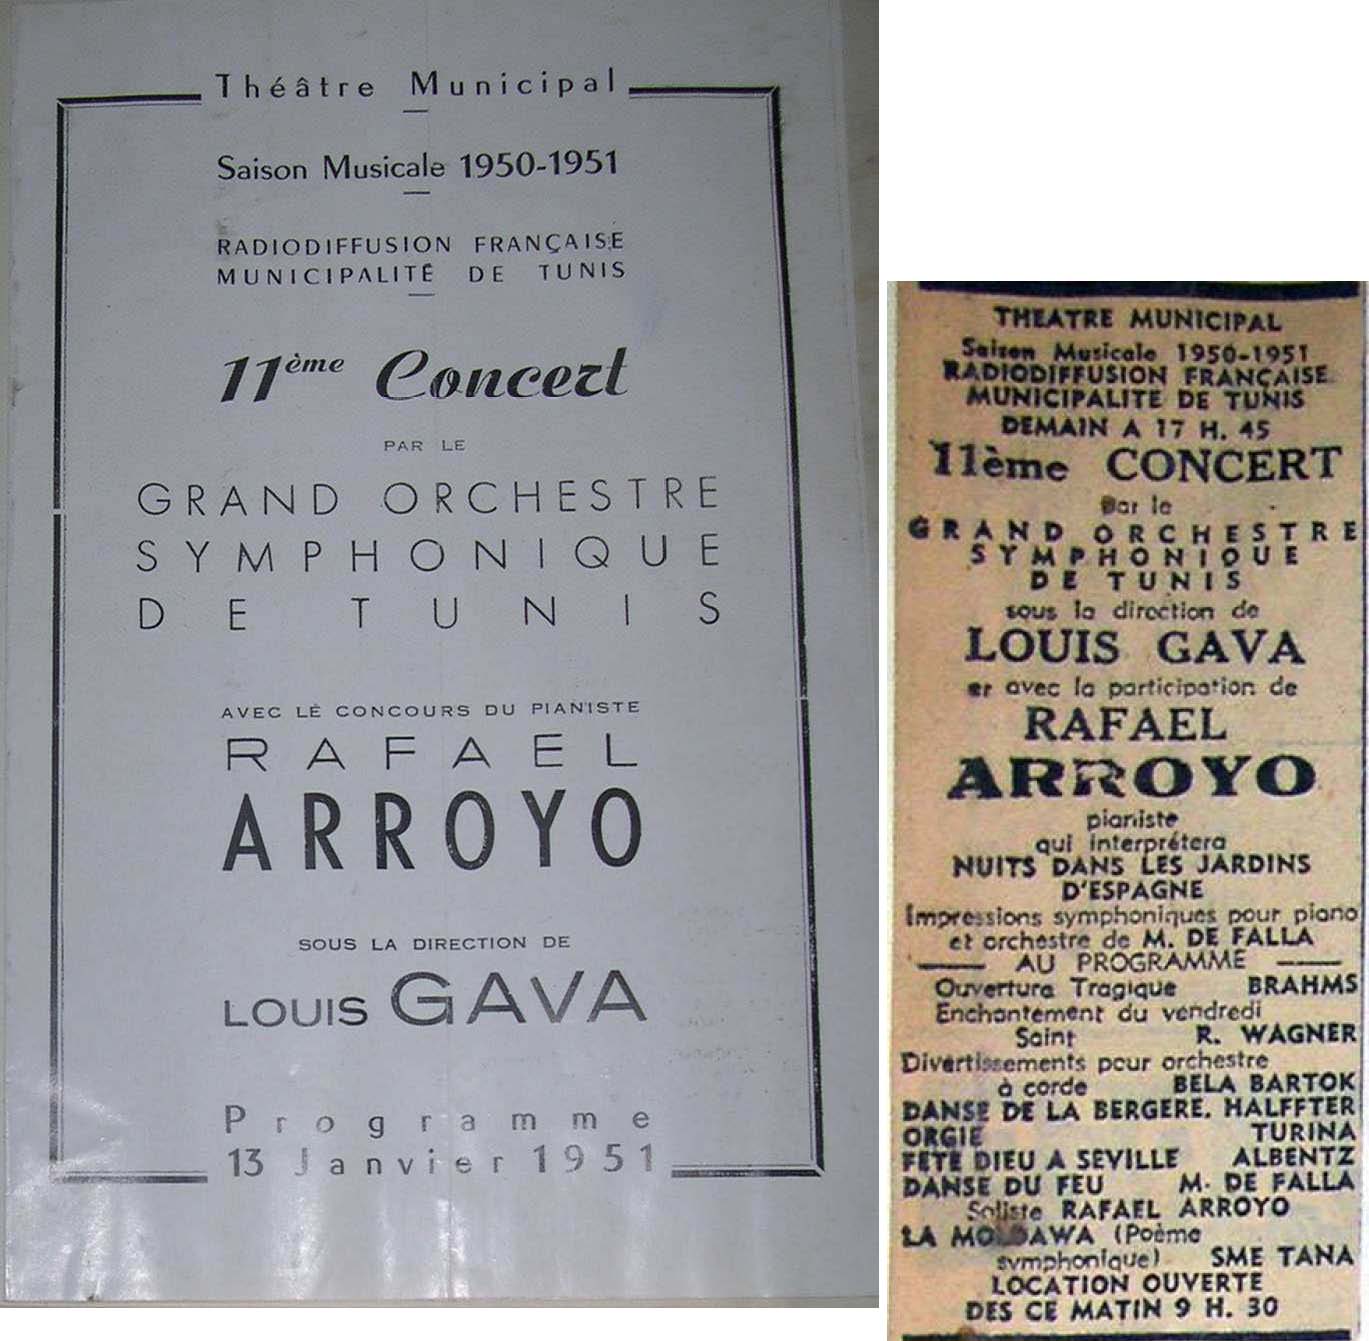 Théâtre Municipal
Saison Musicale 1950-1951
RADIODIFFUSION FRANÇAISE
MUNICIPALITÉ DE TUNIS
11ème Concert
PAR LE
GRAND ORCHESTRE
SYMPHONIQUE
DE TUNIS
AVEC LE CONCOURS DU PIANISTE
RAFAEL
ARROYO
SOUS LA DIRECTION DE
LOUIS GAVA
Programme
13 Janvier 1951
THEATRE MUNICIPAL
Saison Musicale 1950-1951
RADIODIFFUSION FRANÇAISE
MUNICIPALITE DE TUNIS
DEMAIN A 17 H. 45
11ème CONCERT
Par le
GRAND ORCHESTRE
SYMPHONIQUE
DE TUNIS
sous la direction de
LOUIS GAVA
er avec la participation de
RAFAEL
ARROYO
pianiste
qui interprétera
NUITS DANS LES JARDINS
D'ESPAGNE
Impressions symphoniques pour piano
et orchestre de M. DE FALLA
AU PROGRAMME
Ouverture Tragique BRAHMS
Enchantement du vendredi
Saint R. WAGNER
Divertissements pour orchestre
à corde BELA BARTOK
DANSE DE LA BERGERE. HALFFTER
ORGIE TURINA
FETE DIEU A SEVILLE ALBENTZ
DANSE DU FEU M. DE FALLA
Soliste RAFAEL ARROYO
LA MOLDAWA (Poème
symphonique) SME TANA
LOCATION OUVERTE
DES CE MATIN 9 H. 30